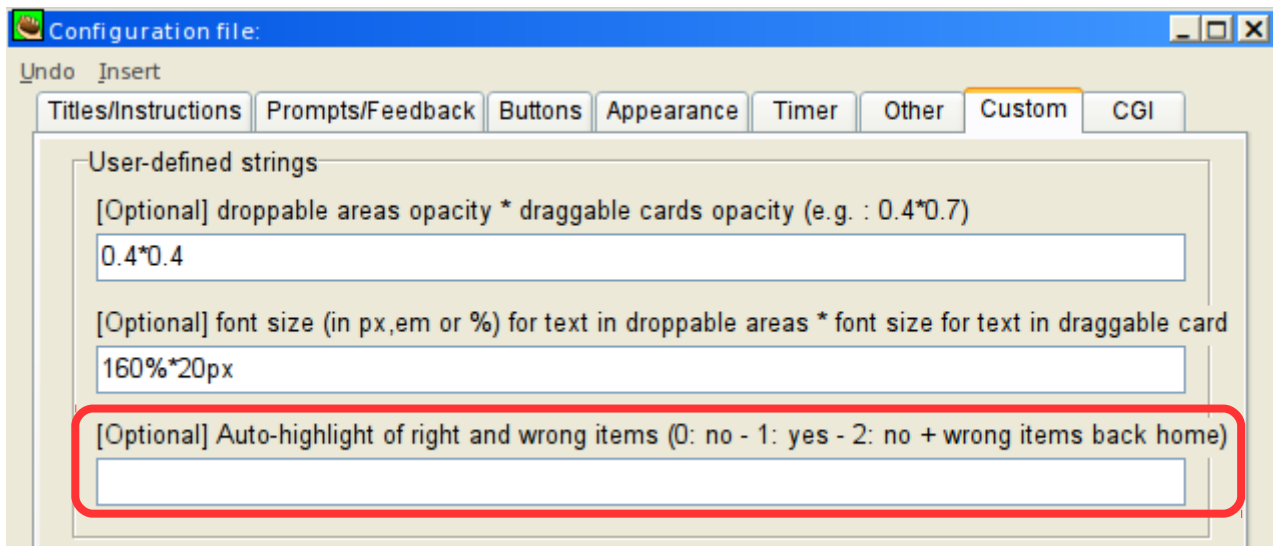 Configuration file:
Undo Insert
Titles/Instructions Prompts/Feedback Buttons Appearance Timer Other Custom CGI
User-defined strings
[Optional] droppable areas opacity * draggable cards opacity (e.g. : 0.4*0.7)
0.4*0.4
[Optional] font size (in px,em or %) for text in droppable areas * font size for text in draggable card
160%*20px
[Optional] Auto-highlight of right and wrong items (0: no - 1: yes - 2: no + wrong items back home)